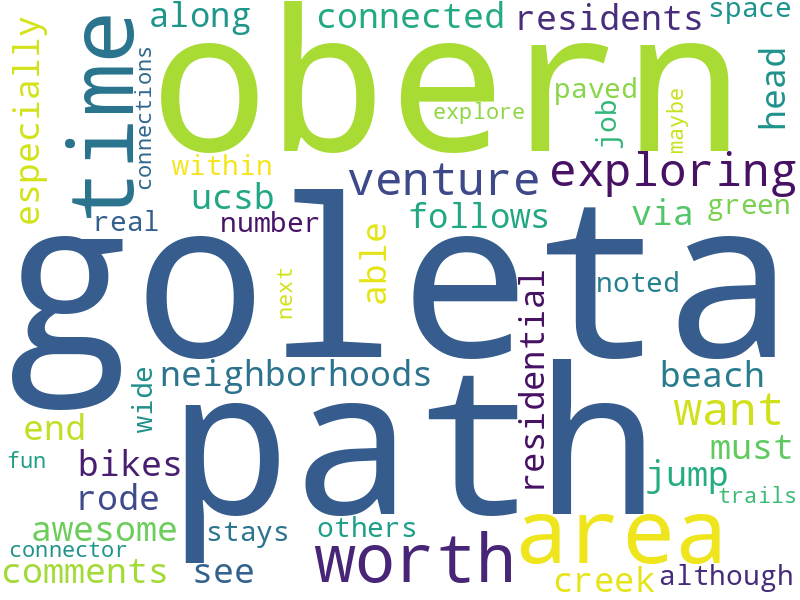 along
connected
residents
space
especially
time
connections
obern
explore
paved
job
maybe
head
within
ucsb
venture
exploring
real
number
follows
via
green
able
goleta
next
noted
residential
wide
neighborhoods
beach
end
path
want
fun
bikes
must
rode
jump
trails
awesome
stays
others
area
connector
worth
comments
see
creek
although